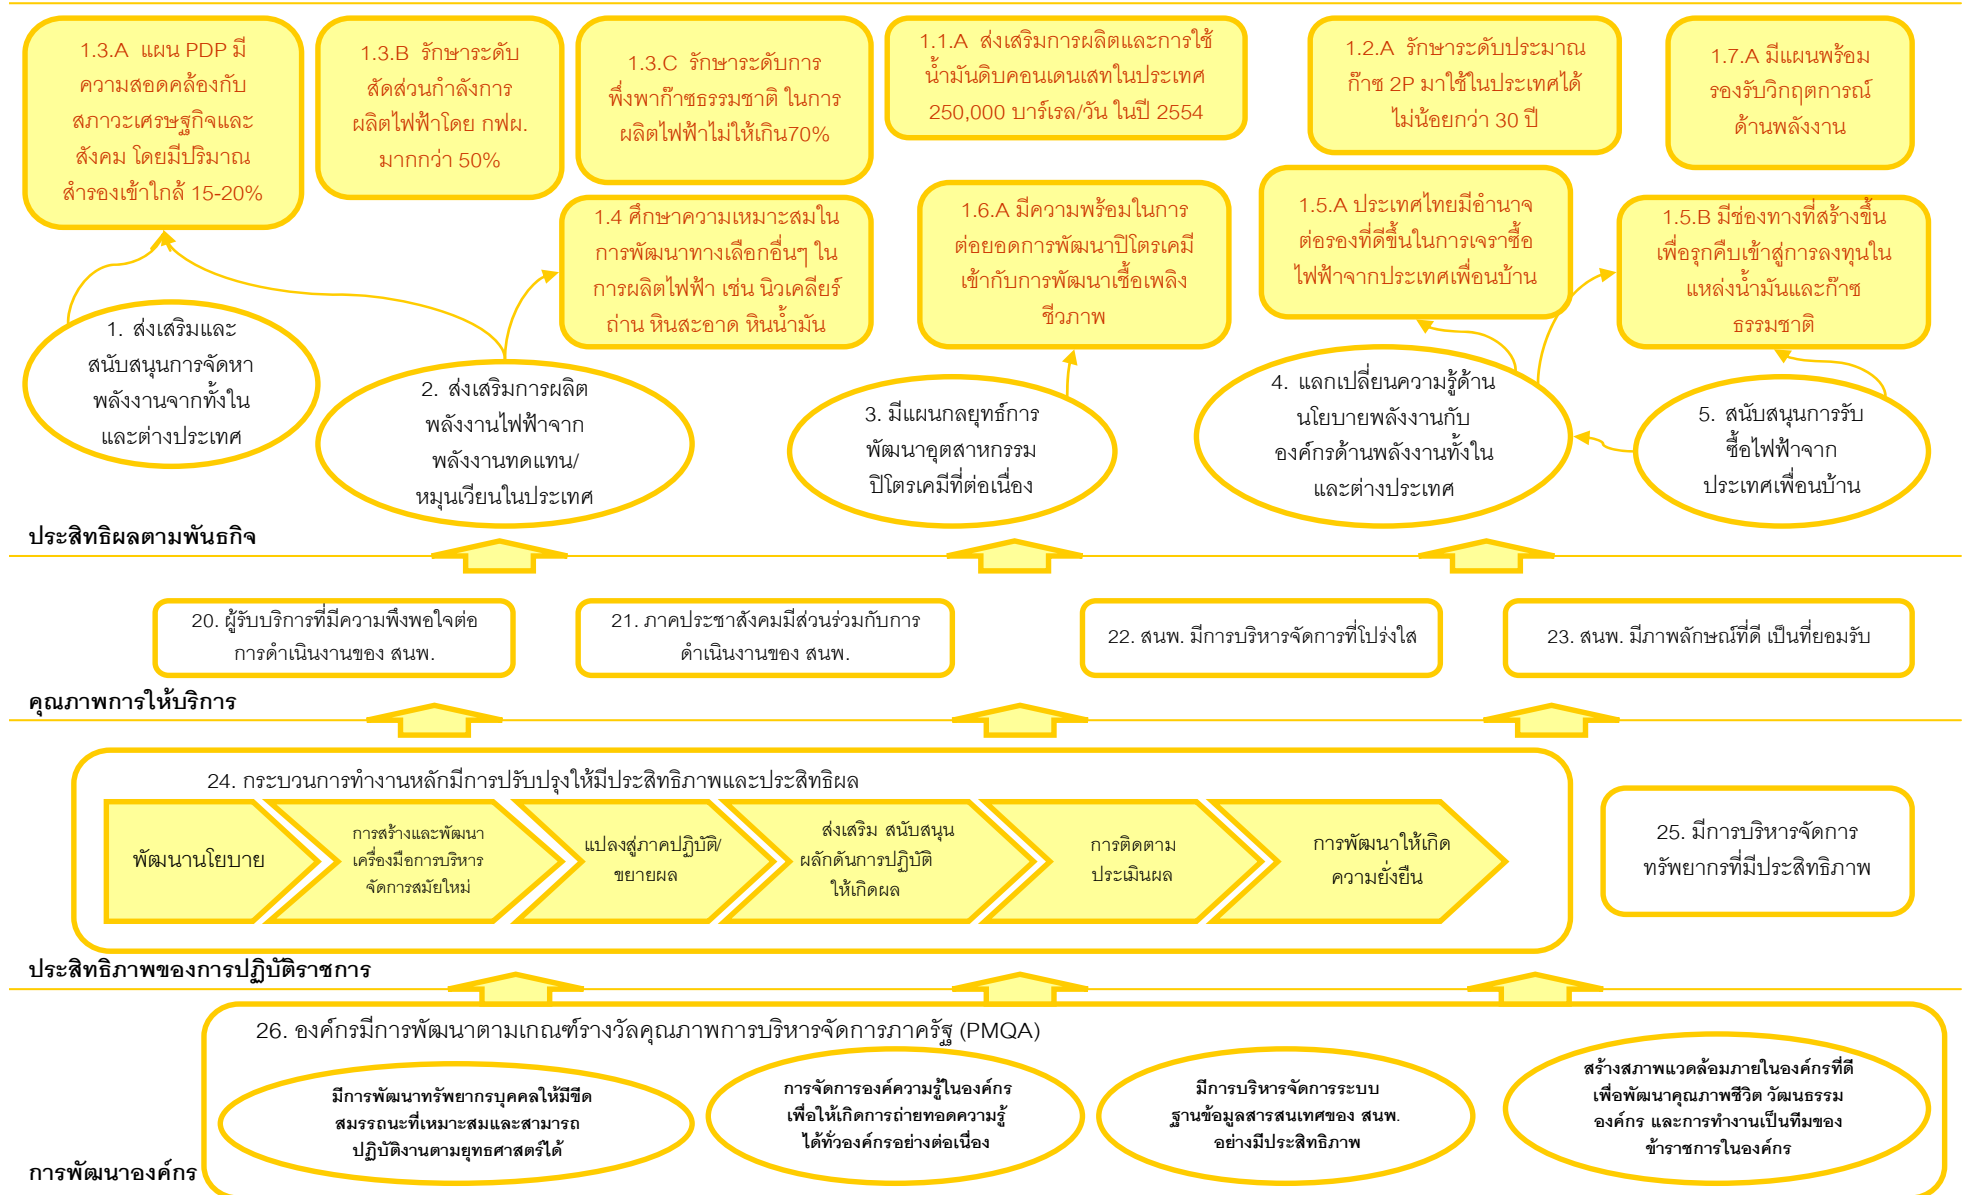 1.3.A แผน PDP มี
ความสอดคล้องกับ
สภาวะเศรษฐกิจและ
สังคม โดยมีปริมาณ
สำรองเข้าใกล้ 15-20%
1.3.B รักษาระดับ
สัดส่วนกำลังการ
ผลิตไฟฟ้าโดย กฟผ.
มากกว่า 50%
1.3.C รักษาระดับการ
พึ่งพาก๊าซธรรมชาติ ในการ
ผลิตไฟฟ้าไม่ให้เกิน70%
1.1.A ส่งเสริมการผลิตและการใช้
น้ำมันดิบคอนเดนเสทในประเทศ
250,000 บาร์เรล/วัน ในปี 2554
1.2.A รักษาระดับประมาณ
ก๊าซ 2P มาใช้ในประเทศได้
ไม่น้อยกว่า 30 ปี
1.7.A มีแผนพร้อม
รองรับวิกฤตการณ์
ด้านพลังงาน
1.4 ศึกษาความเหมาะสมใน
การพัฒนาทางเลือกอื่นๆ ใน
การผลิตไฟฟ้า เช่น นิวเคลียร์
ถ่าน หินสะอาด หินน้ำมัน
1.6.A มีความพร้อมในการ
ต่อยอดการพัฒนาปิโตรเคมี
เข้ากับการพัฒนาเชื้อเพลิง
ชีวภาพ
1.5.A ประเทศไทยมีอำนาจ
ต่อรองที่ดีขึ้นในการเจราซื้อ
ไฟฟ้าจากประเทศเพื่อนบ้าน
1.5.B มีช่องทางที่สร้างขึ้น
เพื่อรุกคืบเข้าสู่การลงทุนใน
แหล่งน้ำมันและก๊าซ
ธรรมชาติ
1. ส่งเสริมและ
สนับสนุนการจัดหา
พลังงานจากทั้งใน
และต่างประเทศ
2. ส่งเสริมการผลิต
พลังงานไฟฟ้าจาก
พลังงานทดแทน/
หมุนเวียนในประเทศ
3. มีแผนกลยุทธ์การ
พัฒนาอุตสาหกรรม
ปิโตรเคมีที่ต่อเนื่อง
4. แลกเปลี่ยนความรู้ด้าน
นโยบายพลังงานกับ
องค์กรด้านพลังงานทั้งใน
และต่างประเทศ
5. สนับสนุนการรับ
ซื้อไฟฟ้าจาก
ประเทศเพื่อนบ้าน
ประสิทธิผลตามพันธกิจ
20. ผู้รับบริการที่มีความพึงพอใจต่อ
การดำเนินงานของ สนพ.
21. ภาคประชาสังคมมีส่วนร่วมกับการ
ดำเนินงานของ สนพ.
22. สนพ. มีการบริหารจัดการที่โปร่งใส
23. สนพ. มีภาพลักษณ์ที่ดี เป็นที่ยอมรับ
คุณภาพการให้บริการ
24. กระบวนการทำงานหลักมีการปรับปรุงให้มีประสิทธิภาพและประสิทธิผล
พัฒนานโยบาย
การสร้างและพัฒนา
เครื่องมือการบริหาร
จัดการสมัยใหม่
แปลงสู่ภาคปฏิบัติ/
ขยายผล
ส่งเสริม สนับสนุน
ผลักดันการปฏิบัติ
ให้เกิดผล
การติดตาม
ประเมินผล
การพัฒนาให้เกิด
ความยั่งยืน
25. มีการบริหารจัดการ
ทรัพยากรที่มีประสิทธิภาพ
ประสิทธิภาพของการปฏิบัติราชการ
26. องค์กรมีการพัฒนาตามเกณฑ์รางวัลคุณภาพการบริหารจัดการภาครัฐ (PMQA)
มีการพัฒนาทรัพยากรบุคคลให้มีขีด
สมรรถนะที่เหมาะสมและสามารถ
ปฏิบัติงานตามยุทธศาสตร์ได้
การจัดการองค์ความรู้ในองค์กร
เพื่อให้เกิดการถ่ายทอดความรู้
ได้ทั่วองค์กรอย่างต่อเนื่อง
มีการบริหารจัดการระบบ
ฐานข้อมูลสารสนเทศของ สนพ.
อย่างมีประสิทธิภาพ
สร้างสภาพแวดล้อมภายในองค์กรที่ดี
เพื่อพัฒนาคุณภาพชีวิต วัฒนธรรม
องค์กร และการทำงานเป็นทีมของ
ข้าราชการในองค์กร
การพัฒนาองค์กร